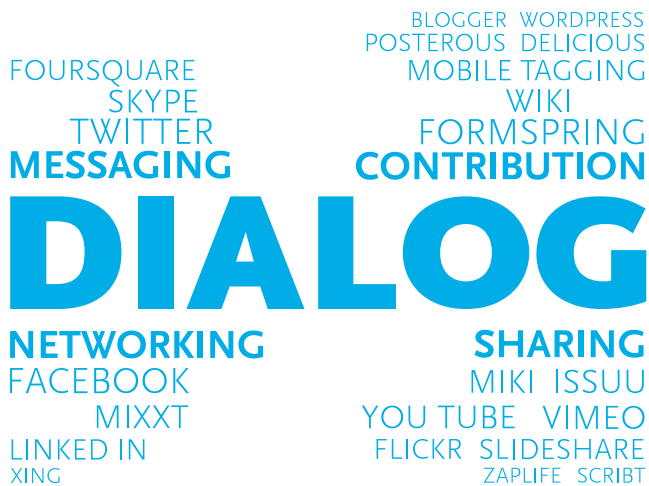 FOURSQUARE
SKYPE
TWITTER
MESSAGING
BLOGGER WORDPRESS
POSTEROUS DELICIOUS
MOBILE TAGGING
WIKI
FORMSPRING
CONTRIBUTION
DIALOG
NETWORKING
FACEBOOK
MIXXT
LINKED IN
XING
SHARING
MIKI ISSUU
YOU TUBE VIMEO
FLICKR SLIDESHARE
ZAPLIFE SCRIBT